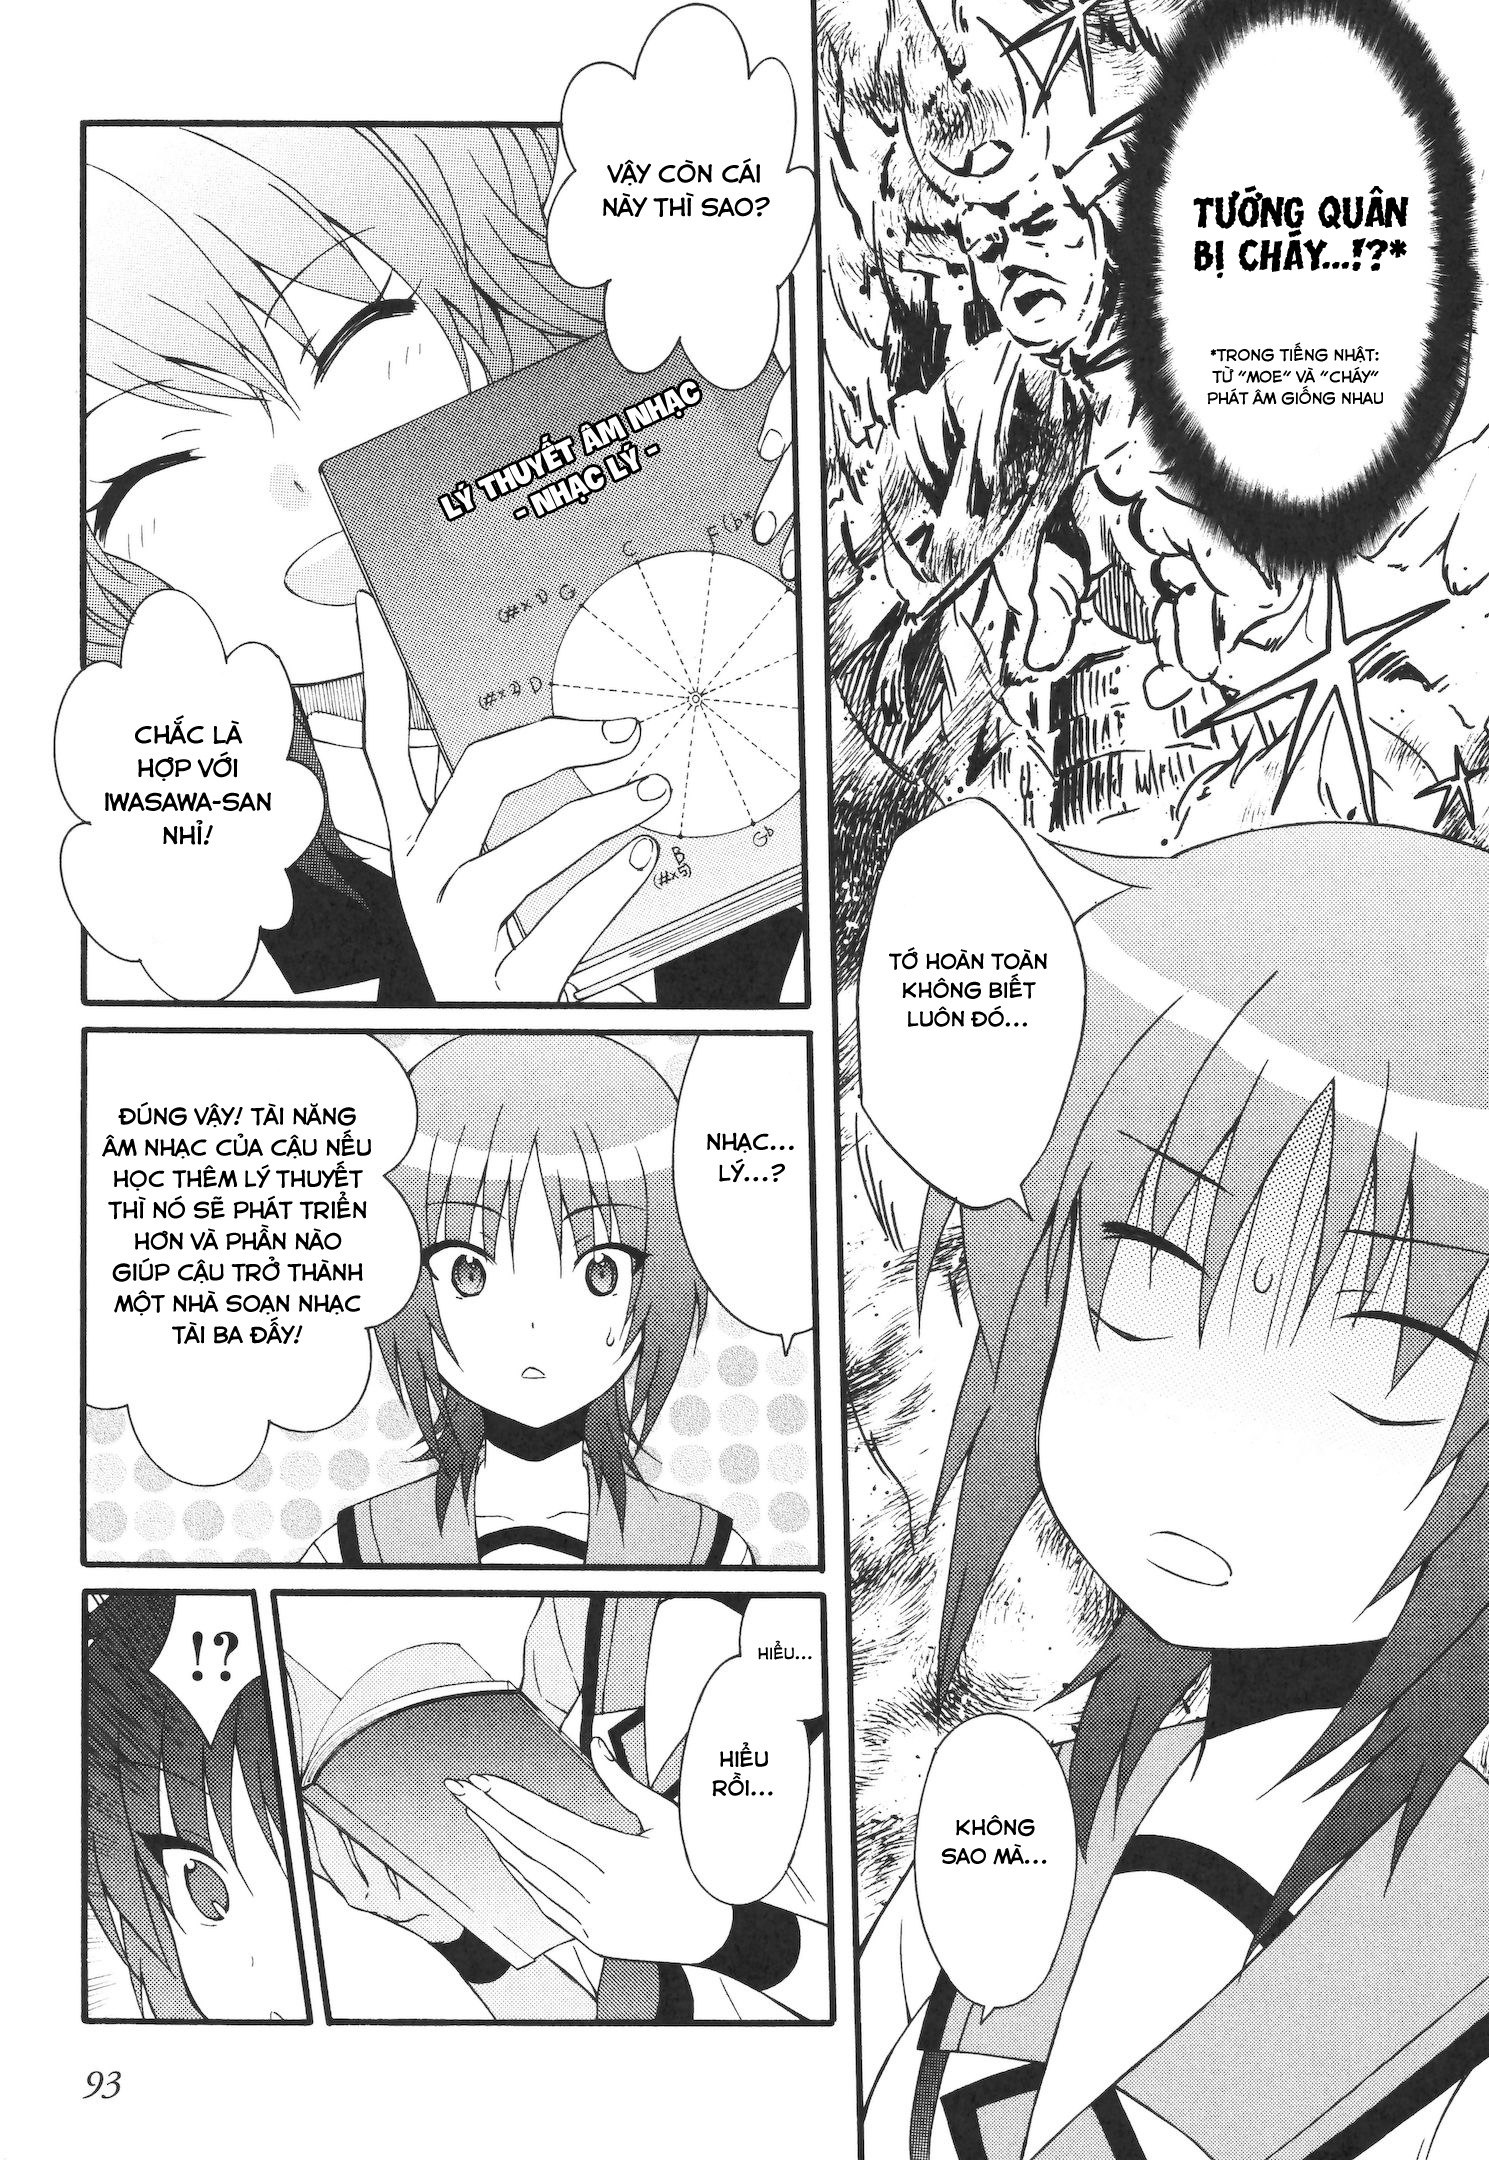 TƯỚNG QUÂN
BỊ CHÁY...!?*
*TRONG TIẾNG NHẬT:
TỪ "MOE" VÀ "CHÁY"
PHÁT ÂM GIỐNG NHAU
TỚ HOÀN TOÀN
KHÔNG BIẾT
LUÔN ĐÓ...
KHÔNG
SAO MÀ...
VẬY CÒN CÁI
NÀY THÌ SAO?
LÝ THUYẾT ÂM NHẠC
- NHẠC LÝ -
F (b×
C
(#×1) G
(#×2) D
B
(#×5)
Gb
CHẮC LÀ
HỢP VỚI
IWASAWA-SAN
NHỈ!
NHẠC...
LÝ...?
ĐÚNG VẬY! TÀI NĂNG
ÂM NHẠC CỦA CẬU NẾU
HỌC THÊM LÝ THUYẾT
THÌ NÓ SẼ PHÁT TRIỂN
HƠN VÀ PHẦN NÀO
GIÚP CẬU TRỞ THÀNH
MỘT NHÀ SOẠN NHẠC
TÀI BA ĐẤY!
HIỂU...
HIỂU
RỒI...
!?
93